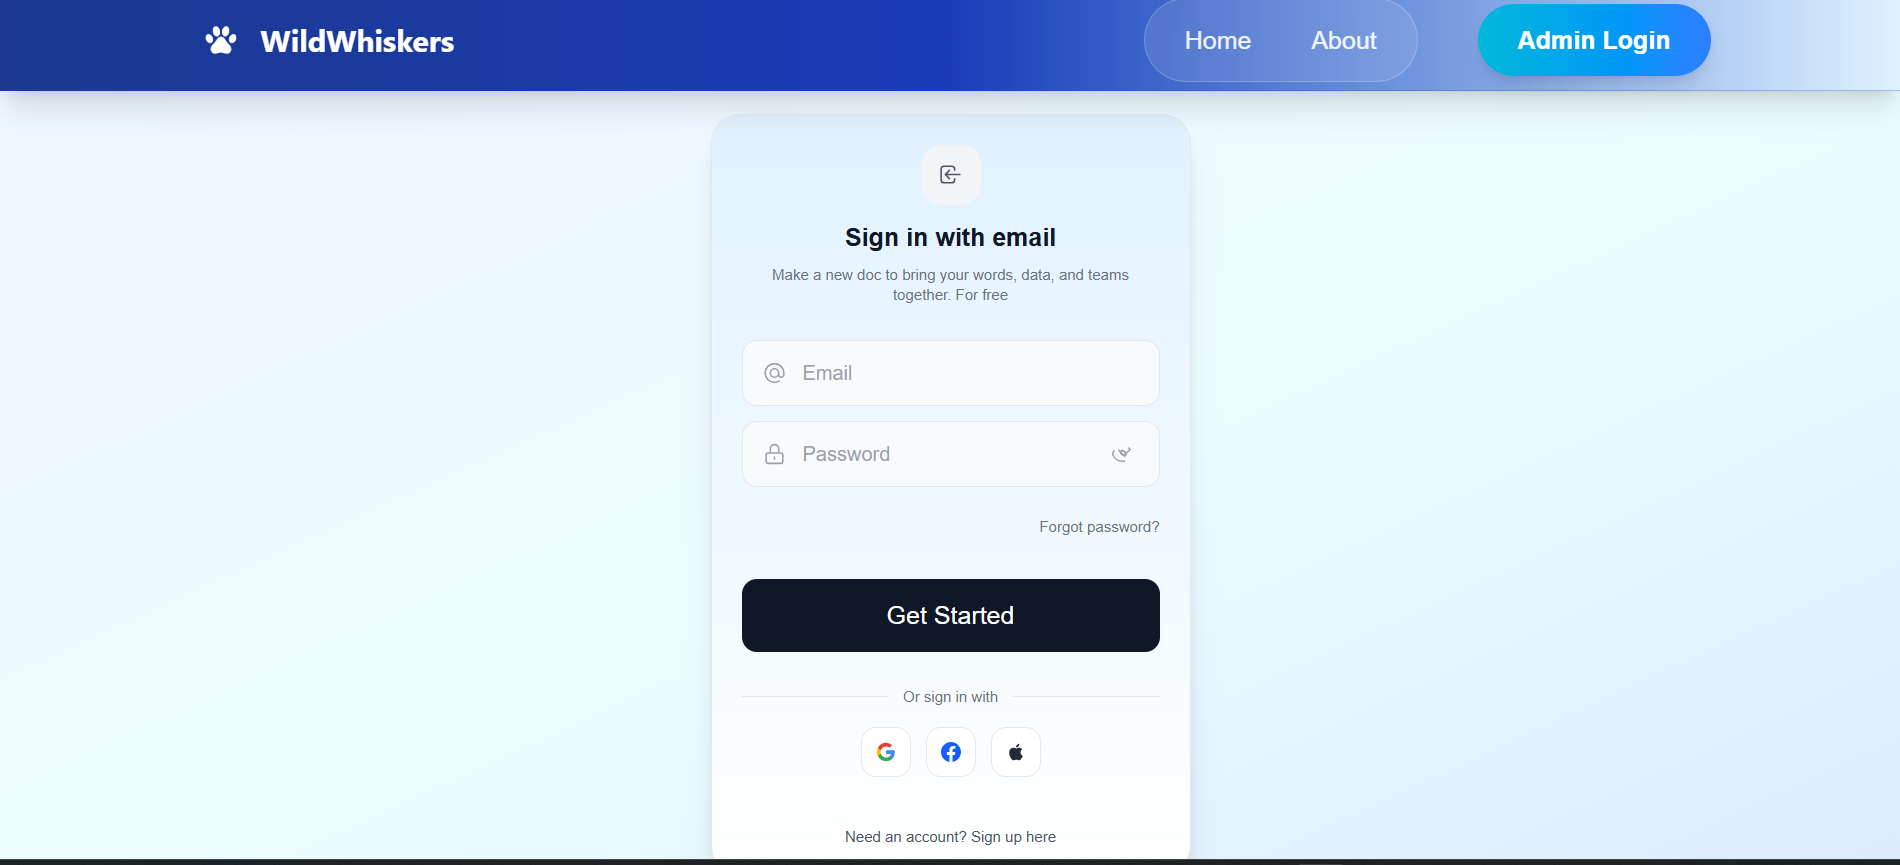 WildWhiskers
Home
About
Admin Login
Sign in with email
Make a new doc to bring your words, data, and teams
together. For free
Email
Password
Forgot password?
Get Started
Or sign in with
Need an account? Sign up here